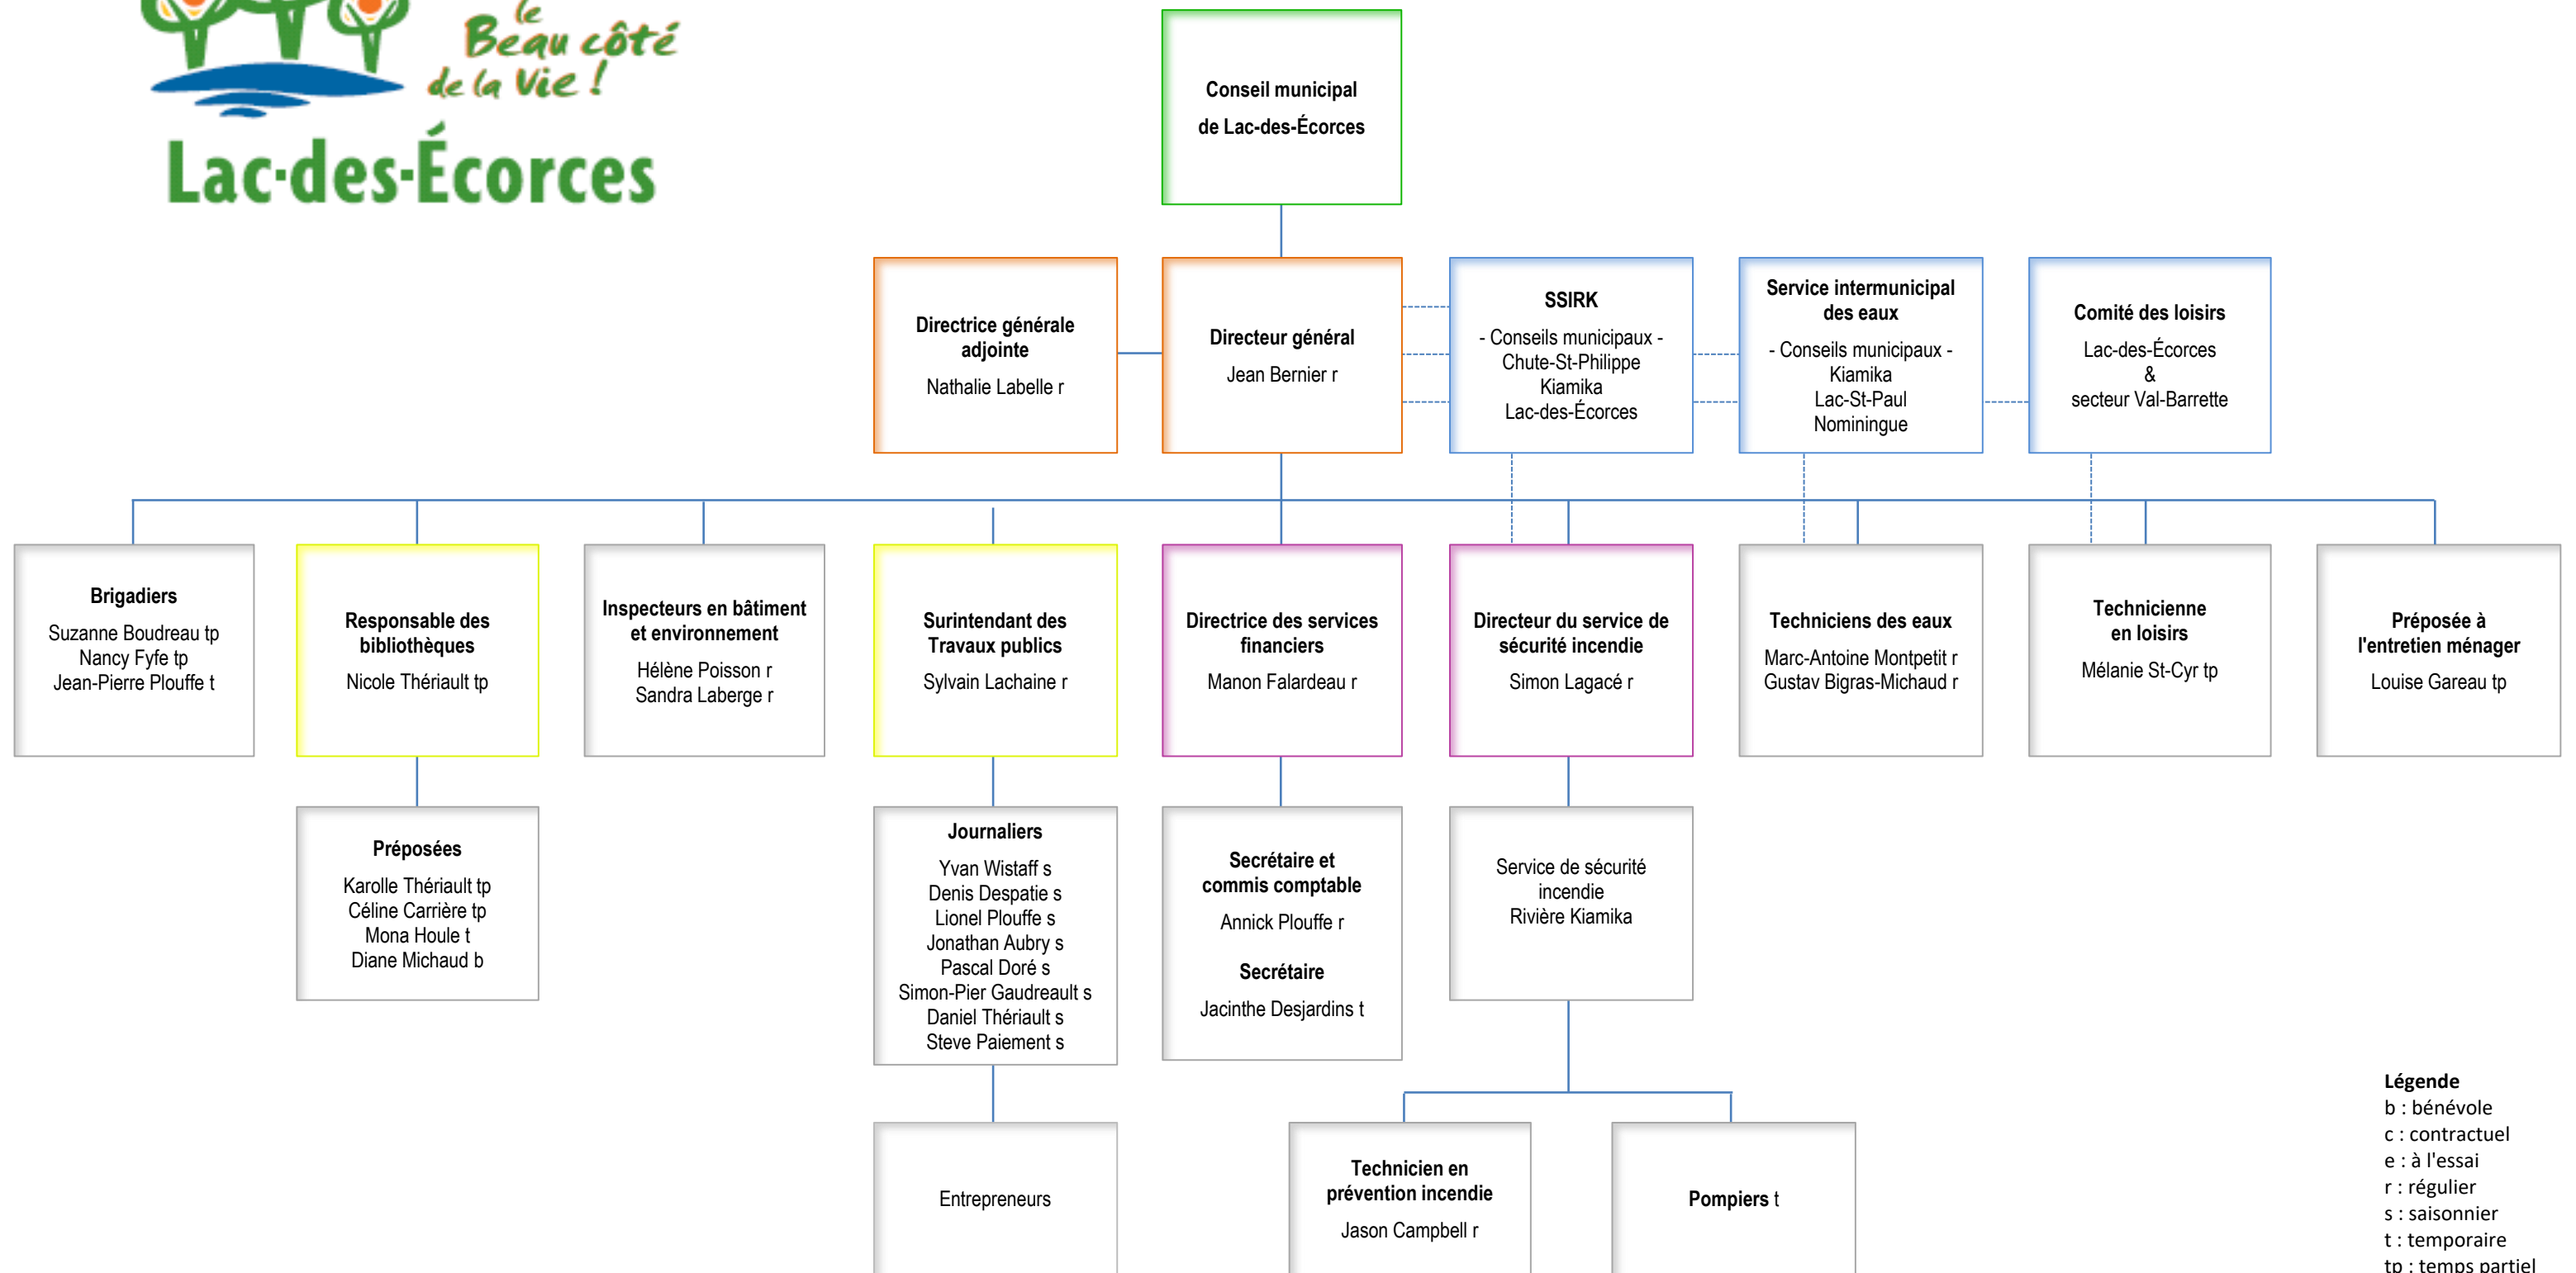 le
Beau côté
de la Vie !
Lac·des·Écorces
Conseil municipal
de Lac-des-Écorces
Directrice générale
adjointe
Nathalie Labelle r
Directeur général
Jean Bernier r
SSIRK
- Conseils municipaux -
Chute-St-Philippe
Kiamika
Lac-des-Écorces
Service intermunicipal
des eaux
- Conseils municipaux -
Kiamika
Lac-St-Paul
Nominingue
Comité des loisirs
Lac-des-Écorces
&
secteur Val-Barrette
Brigadiers
Suzanne Boudreau tp
Nancy Fyfe tp
Jean-Pierre Plouffe t
Responsable des
bibliothèques
Nicole Thériault tp
Inspecteurs en bâtiment
et environnement
Hélène Poisson r
Sandra Laberge r
Surintendant des
Travaux publics
Sylvain Lachaine r
Directrice des services
financiers
Manon Falardeau r
Directeur du service de
sécurité incendie
Simon Lagacé r
Techniciens des eaux
Marc-Antoine Montpetit r
Gustav Bigras-Michaud r
Technicienne
en loisirs
Mélanie St-Cyr tp
Préposée à
l'entretien ménager
Louise Gareau tp
Préposées
Karolle Thériault tp
Céline Carrière tp
Mona Houle t
Diane Michaud b
Journaliers
Yvan Wistaff s
Denis Despatie s
Lionel Plouffe s
Jonathan Aubry s
Pascal Doré s
Simon-Pier Gaudreault s
Daniel Thériault s
Steve Paiement s
Secrétaire et
commis comptable
Annick Plouffe r
Secrétaire
Jacinthe Desjardins t
Service de sécurité
incendie
Rivière Kiamika
Entrepreneurs
Technicien en
prévention incendie
Jason Campbell r
Pompiers t
Légende
b : bénévole
c : contractuel
e : à l'essai
r : régulier
s : saisonnier
t : temporaire
tp : temps partiel